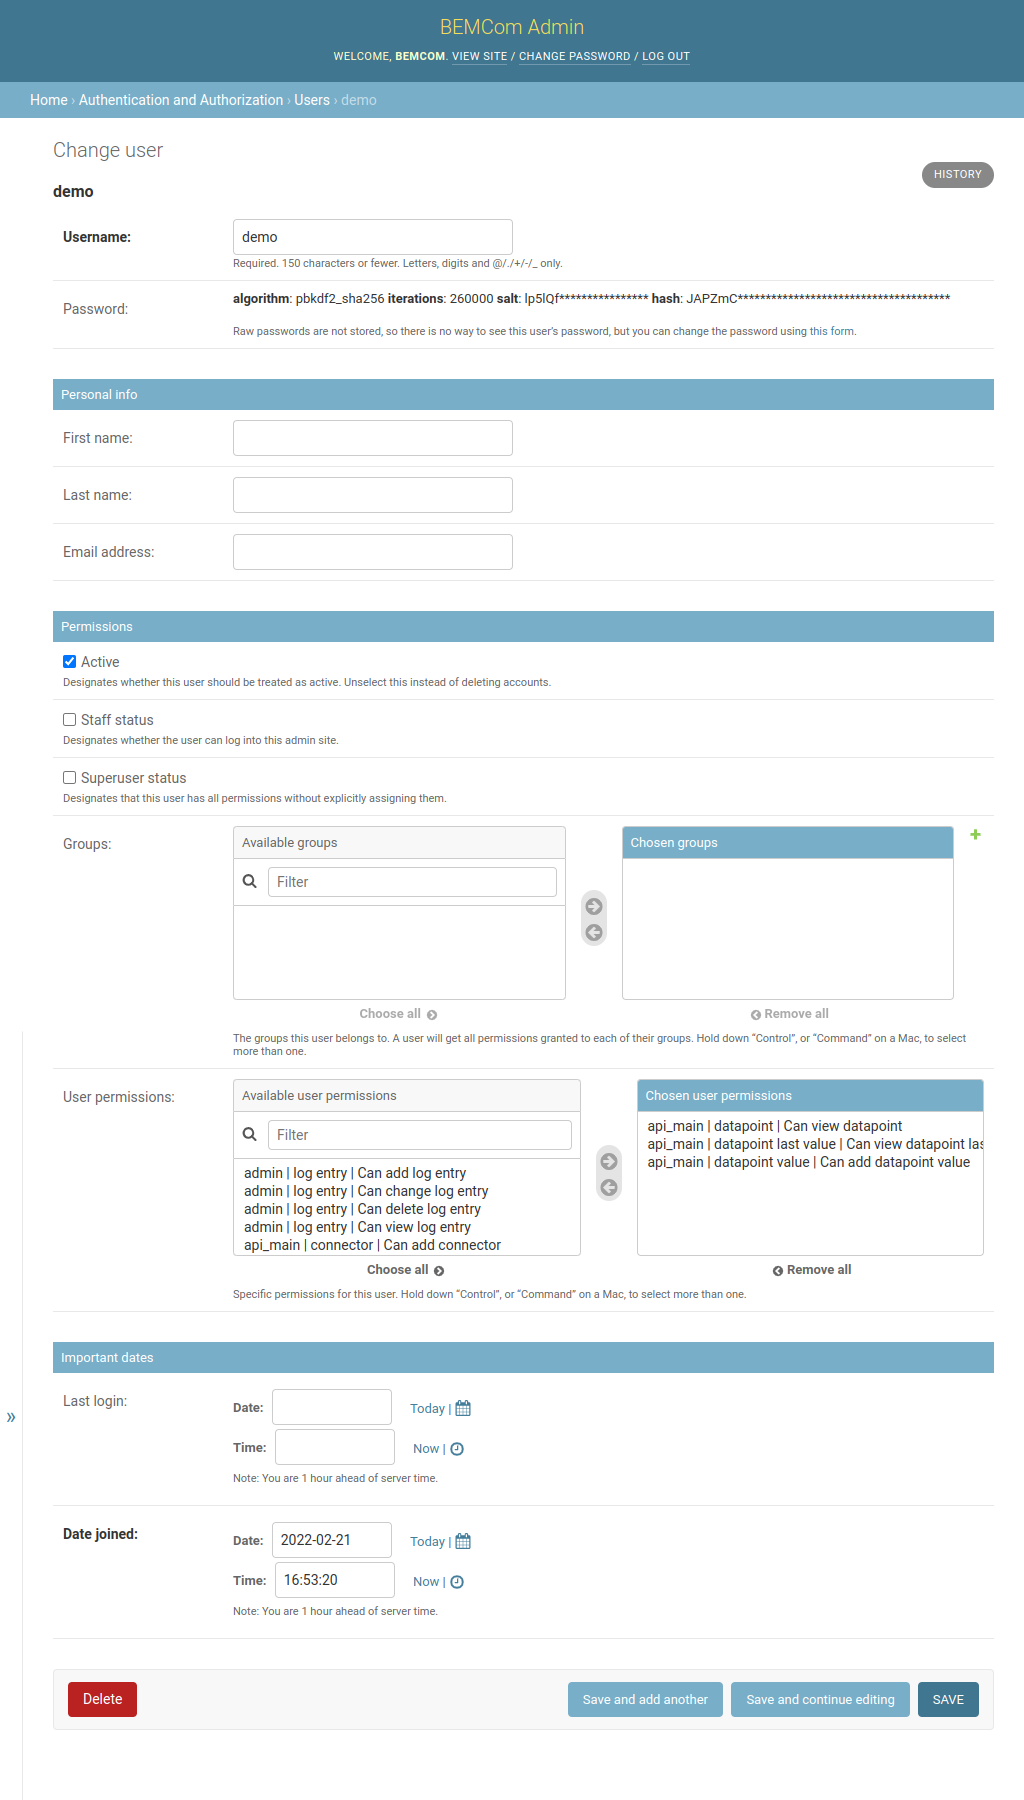 BEMCom Admin
WELCOME, BEMCOM. VIEW SITE / CHANGE PASSWORD / LOG OUT
Home › Authentication and Authorization › Users › demo
Change user
HISTORY
demo
Username:
demo
Required. 150 characters or fewer. Letters, digits and @/./+/-/_ only.
Password:
algorithm: pbkdf2_sha256 iterations: 260000 salt: lp5lQf**************** hash: JAPZmC**************************************
Raw passwords are not stored, so there is no way to see this user's password, but you can change the password using this form.
Personal info
First name:
Last name:
Email address:
Permissions
Active
Designates whether this user should be treated as active. Unselect this instead of deleting accounts.
Staff status
Designates whether the user can log into this admin site.
Superuser status
Designates that this user has all permissions without explicitly assigning them.
Groups:
Available groups
Filter
Choose all
Chosen groups
Remove all
The groups this user belongs to. A user will get all permissions granted to each of their groups. Hold down “Control”, or “Command” on a Mac, to select
more than one.
User permissions:
Available user permissions
Filter
admin | log entry | Can add log entry
admin | log entry | Can change log entry
admin | log entry | Can delete log entry
admin | log entry | Can view log entry
api_main | connector | Can add connector
Choose all
Chosen user permissions
api_main | datapoint | Can view datapoint
api_main | datapoint last value | Can view datapoint las
api_main | datapoint value | Can add datapoint value
Remove all
Specific permissions for this user. Hold down “Control”, or “Command” on a Mac, to select more than one.
Important dates
»
Last login:
Date:
Today |
Time:
Now |
Note: You are 1 hour ahead of server time.
Date joined:
Date: 2022-02-21 Today |
Time: 16:53:20 Now |
Note: You are 1 hour ahead of server time.
Delete
Save and add another
Save and continue editing
SAVE